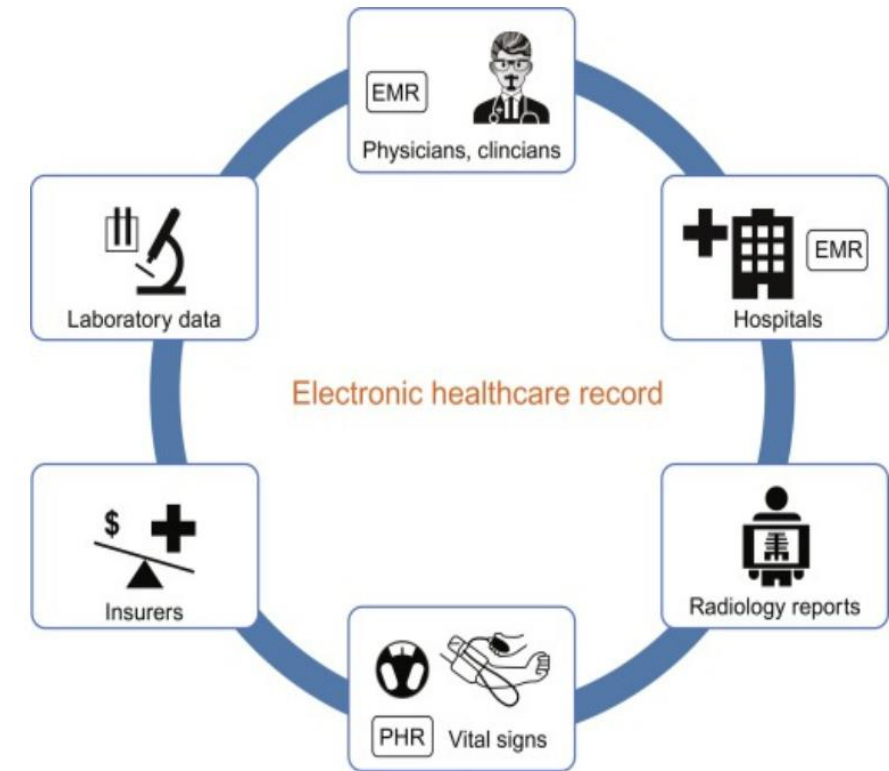 EMR
Physicians, clincians
EMR
Hospitals
Laboratory data
Electronic healthcare record
$
Insurers
Radiology reports
PHR
Vital signs